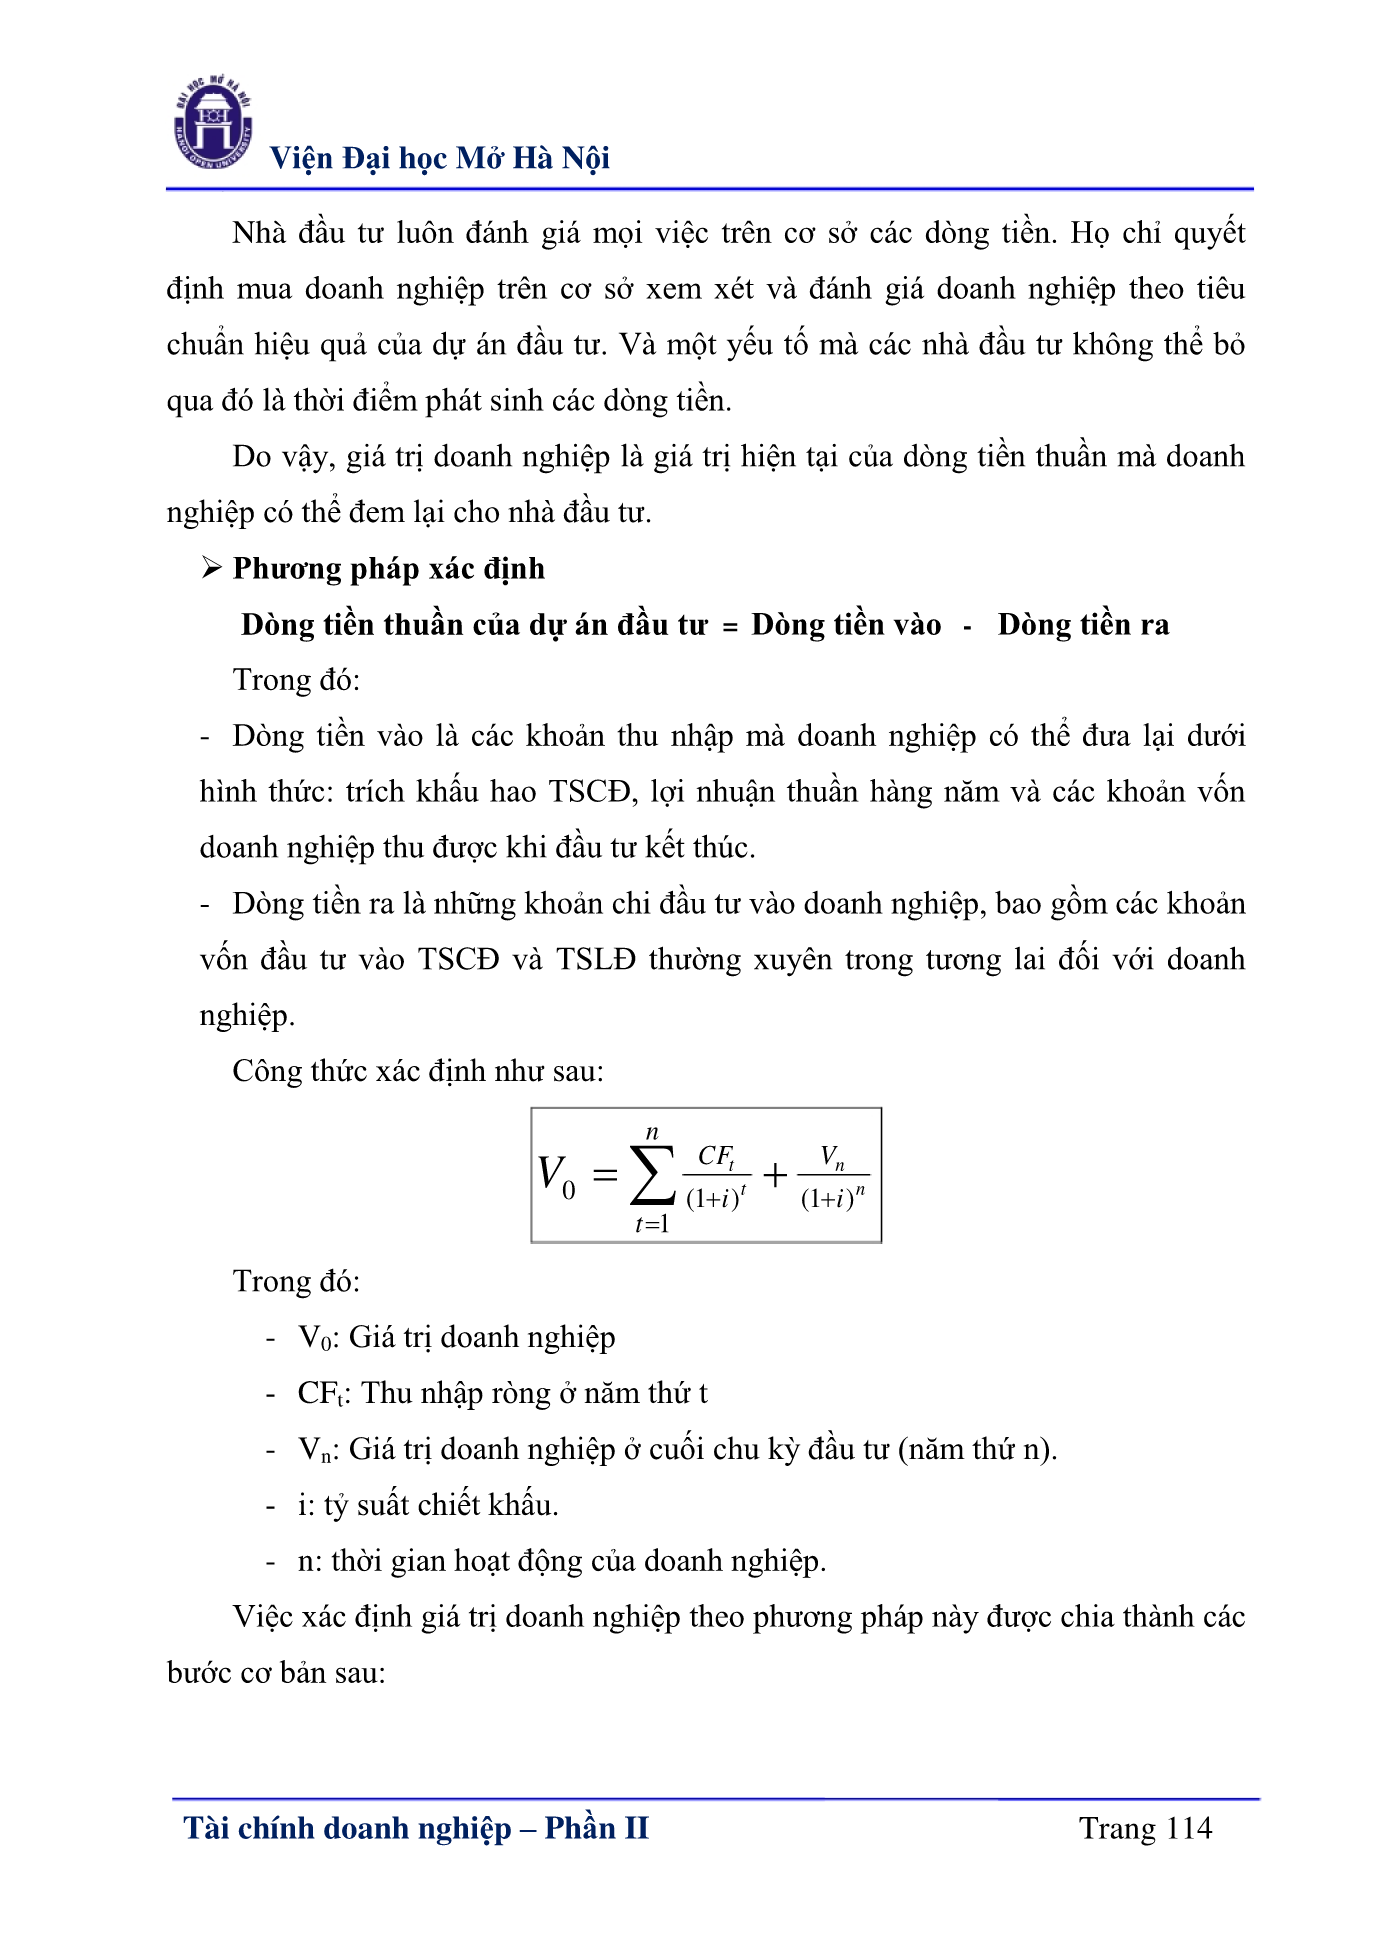 ĐẠI HỌC MỞ HÀ NỘI
HANOI OPEN UNIVERSITY
Viện Đại học Mở Hà Nội
Nhà đầu tư luôn đánh giá mọi việc trên cơ sở các dòng tiền. Họ chỉ quyết
định mua doanh nghiệp trên cơ sở xem xét và đánh giá doanh nghiệp theo tiêu
chuẩn hiệu quả của dự án đầu tư. Và một yếu tố mà các nhà đầu tư không thể bỏ
qua đó là thời điểm phát sinh các dòng tiền.
Do vậy, giá trị doanh nghiệp là giá trị hiện tại của dòng tiền thuần mà doanh
nghiệp có thể đem lại cho nhà đầu tư.
➢ Phương pháp xác định
Dòng tiền thuần của dự án đầu tư = Dòng tiền vào - Dòng tiền ra
Trong đó:
- Dòng tiền vào là các khoản thu nhập mà doanh nghiệp có thể đưa lại dưới
hình thức: trích khấu hao TSCĐ, lợi nhuận thuần hàng năm và các khoản vốn
doanh nghiệp thu được khi đầu tư kết thúc.
- Dòng tiền ra là những khoản chi đầu tư vào doanh nghiệp, bao gồm các khoản
vốn đầu tư vào TSCĐ và TSLĐ thường xuyên trong tương lai đối với doanh
nghiệp.
Công thức xác định như sau:
V₀ = ∑_{t=1}^{n} CF_t/(1+i)^t + V_n/(1+i)^n
Trong đó:
- V₀: Giá trị doanh nghiệp
- CFₜ: Thu nhập ròng ở năm thứ t
- Vₙ: Giá trị doanh nghiệp ở cuối chu kỳ đầu tư (năm thứ n).
- i: tỷ suất chiết khấu.
- n: thời gian hoạt động của doanh nghiệp.
Việc xác định giá trị doanh nghiệp theo phương pháp này được chia thành các
bước cơ bản sau:
Tài chính doanh nghiệp – Phần II Trang 114